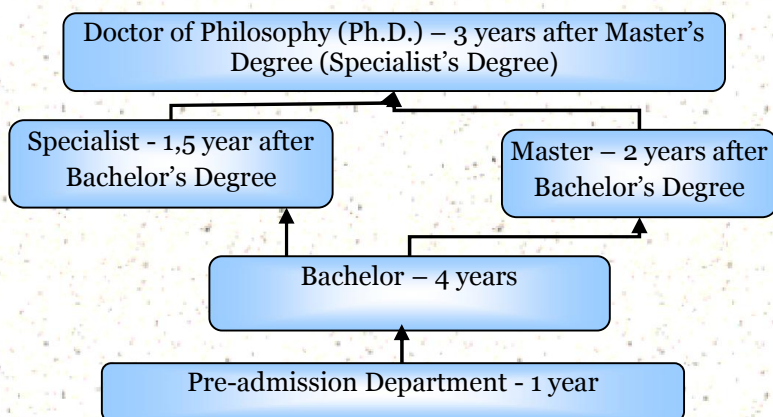 Doctor of Philosophy (Ph.D.) – 3 years after Master's
Degree (Specialist's Degree)
Specialist - 1,5 year after
Bachelor's Degree
Master – 2 years after
Bachelor's Degree
Bachelor – 4 years
Pre-admission Department - 1 year